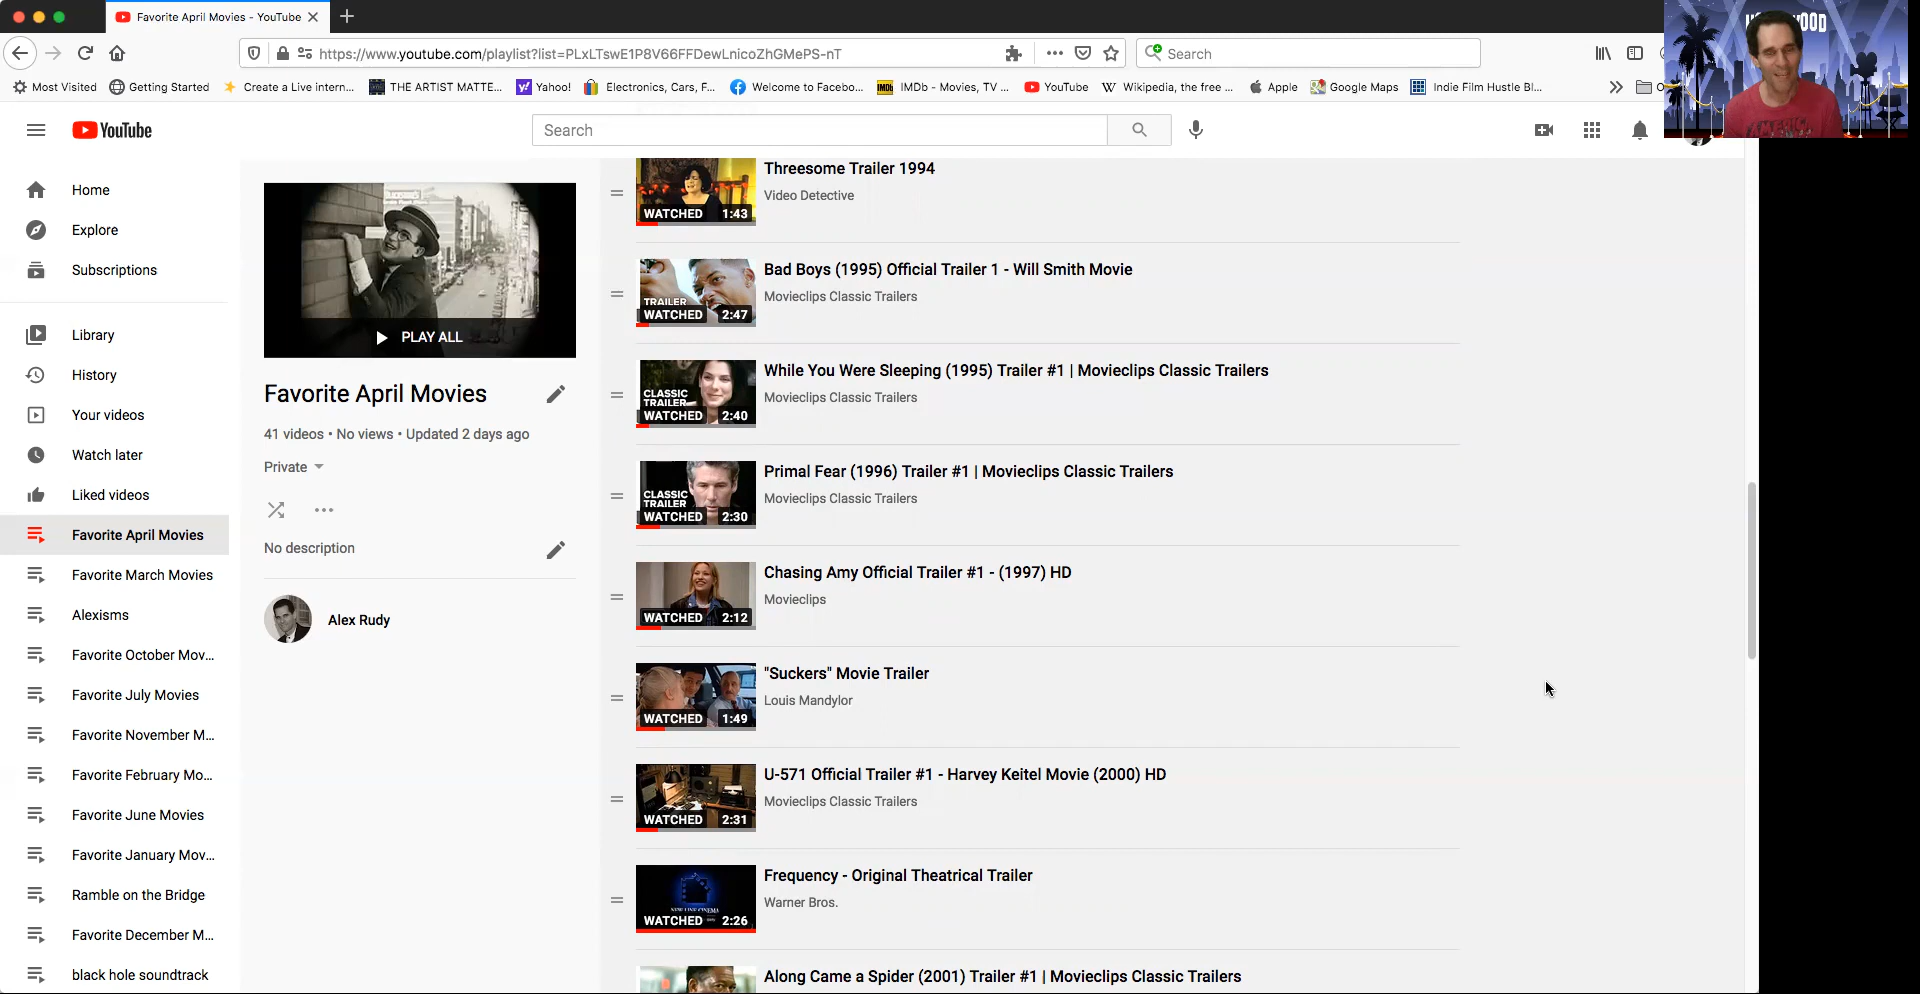 Favorite April Movies - YouTube
https://www.youtube.com/playlist?list=PLxLTswE1P8V66FFDewLnicoZhGMePS-nT
Search
Most Visited
Getting Started
Create a Live intern...
THE ARTIST MATTE...
Yahoo!
Electronics, Cars, F...
Welcome to Facebo...
IMDb
IMDb - Movies, TV ...
YouTube
Wikipedia, the free ...
Apple
Google Maps
Indie Film Hustle Bl...
YouTube
Search
Home
Explore
Subscriptions
Library
History
Your videos
Watch later
Liked videos
Favorite April Movies
Favorite March Movies
Alexisms
Favorite October Mov...
Favorite July Movies
Favorite November M...
Favorite February Mo...
Favorite June Movies
Favorite January Mov...
Ramble on the Bridge
Favorite December M...
black hole soundtrack
PLAY ALL
Favorite April Movies
41 videos • No views • Updated 2 days ago
Private
No description
Alex Rudy
WATCHED 1:43
Threesome Trailer 1994
Video Detective
TRAILER
WATCHED 2:47
Bad Boys (1995) Official Trailer 1 - Will Smith Movie
Movieclips Classic Trailers
CLASSIC
TRAILER
WATCHED 2:40
While You Were Sleeping (1995) Trailer #1 | Movieclips Classic Trailers
Movieclips Classic Trailers
CLASSIC
TRAILER
WATCHED 2:30
Primal Fear (1996) Trailer #1 | Movieclips Classic Trailers
Movieclips Classic Trailers
WATCHED 2:12
Chasing Amy Official Trailer #1 - (1997) HD
Movieclips
WATCHED 1:49
"Suckers" Movie Trailer
Louis Mandylor
WATCHED 2:31
U-571 Official Trailer #1 - Harvey Keitel Movie (2000) HD
Movieclips Classic Trailers
NEW LINE CINEMA
WATCHED 2:26
Frequency - Original Theatrical Trailer
Warner Bros.
Along Came a Spider (2001) Trailer #1 | Movieclips Classic Trailers